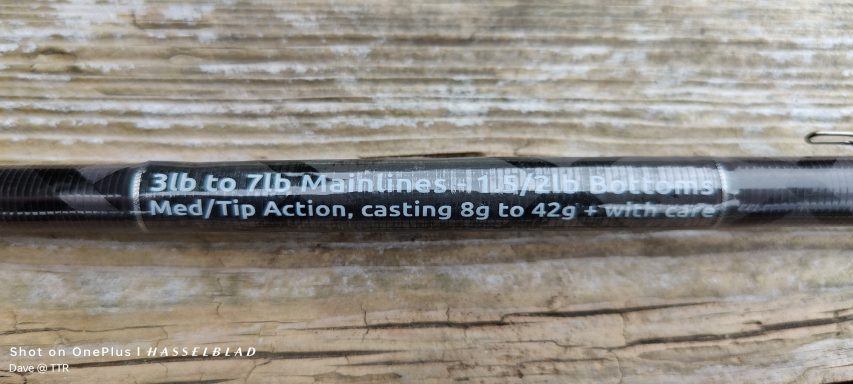 3lb to 7lb Mainlines - 1.5/2lb Bottoms
Med/Tip Action, casting 8g to 42g + with care
Shot on OnePlus | HASSELBLAD
Dave @ TTR